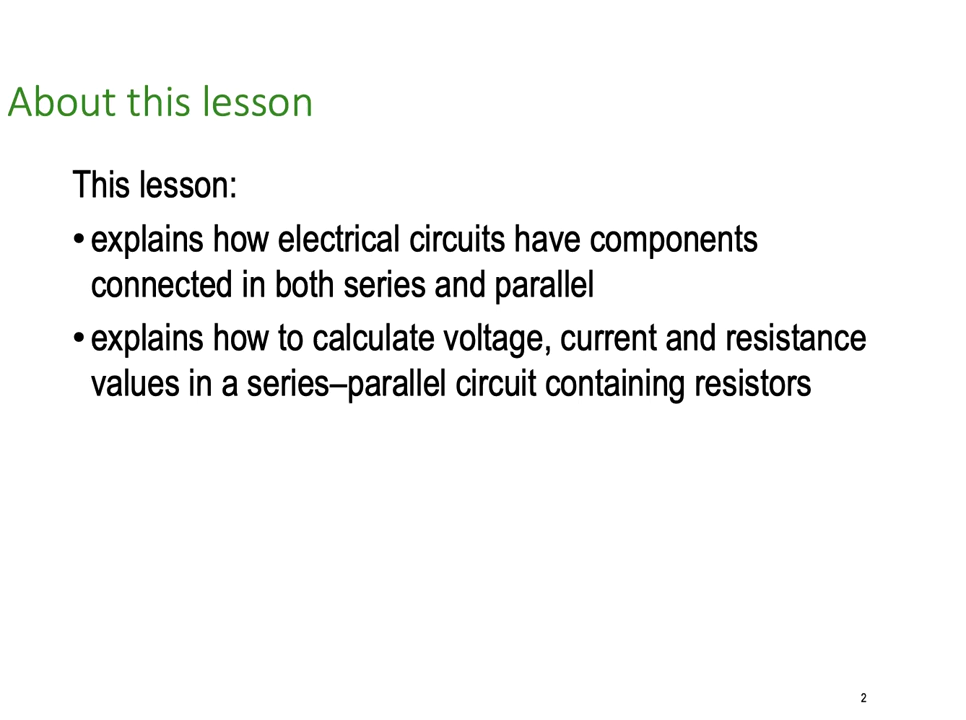 About this lesson
This lesson:
• explains how electrical circuits have components
connected in both series and parallel
• explains how to calculate voltage, current and resistance
values in a series–parallel circuit containing resistors
2